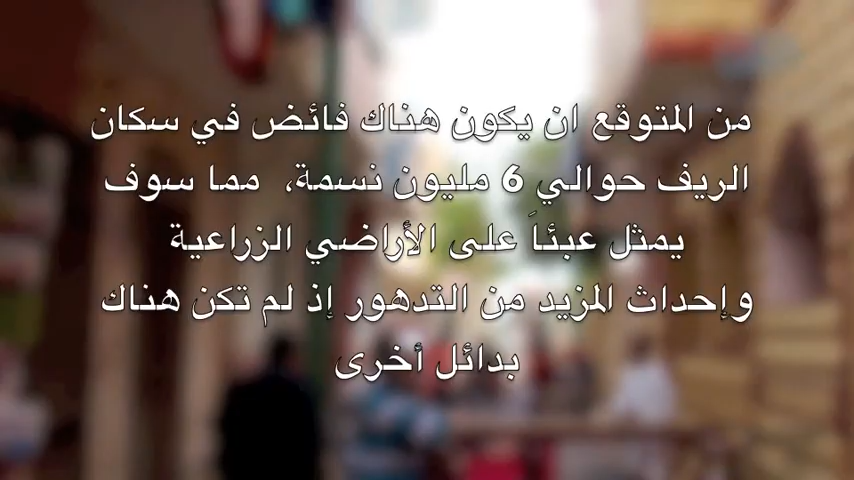 من المتوقع ان يكون هناك فائض في سكان
الريف حوالي 6 مليون نسمة، مما سوف
يمثل عبئاَ على الأراضي الزراعية
وإحداث المزيد من التدهور إذ لم تكن هناك
بدائل أخرى